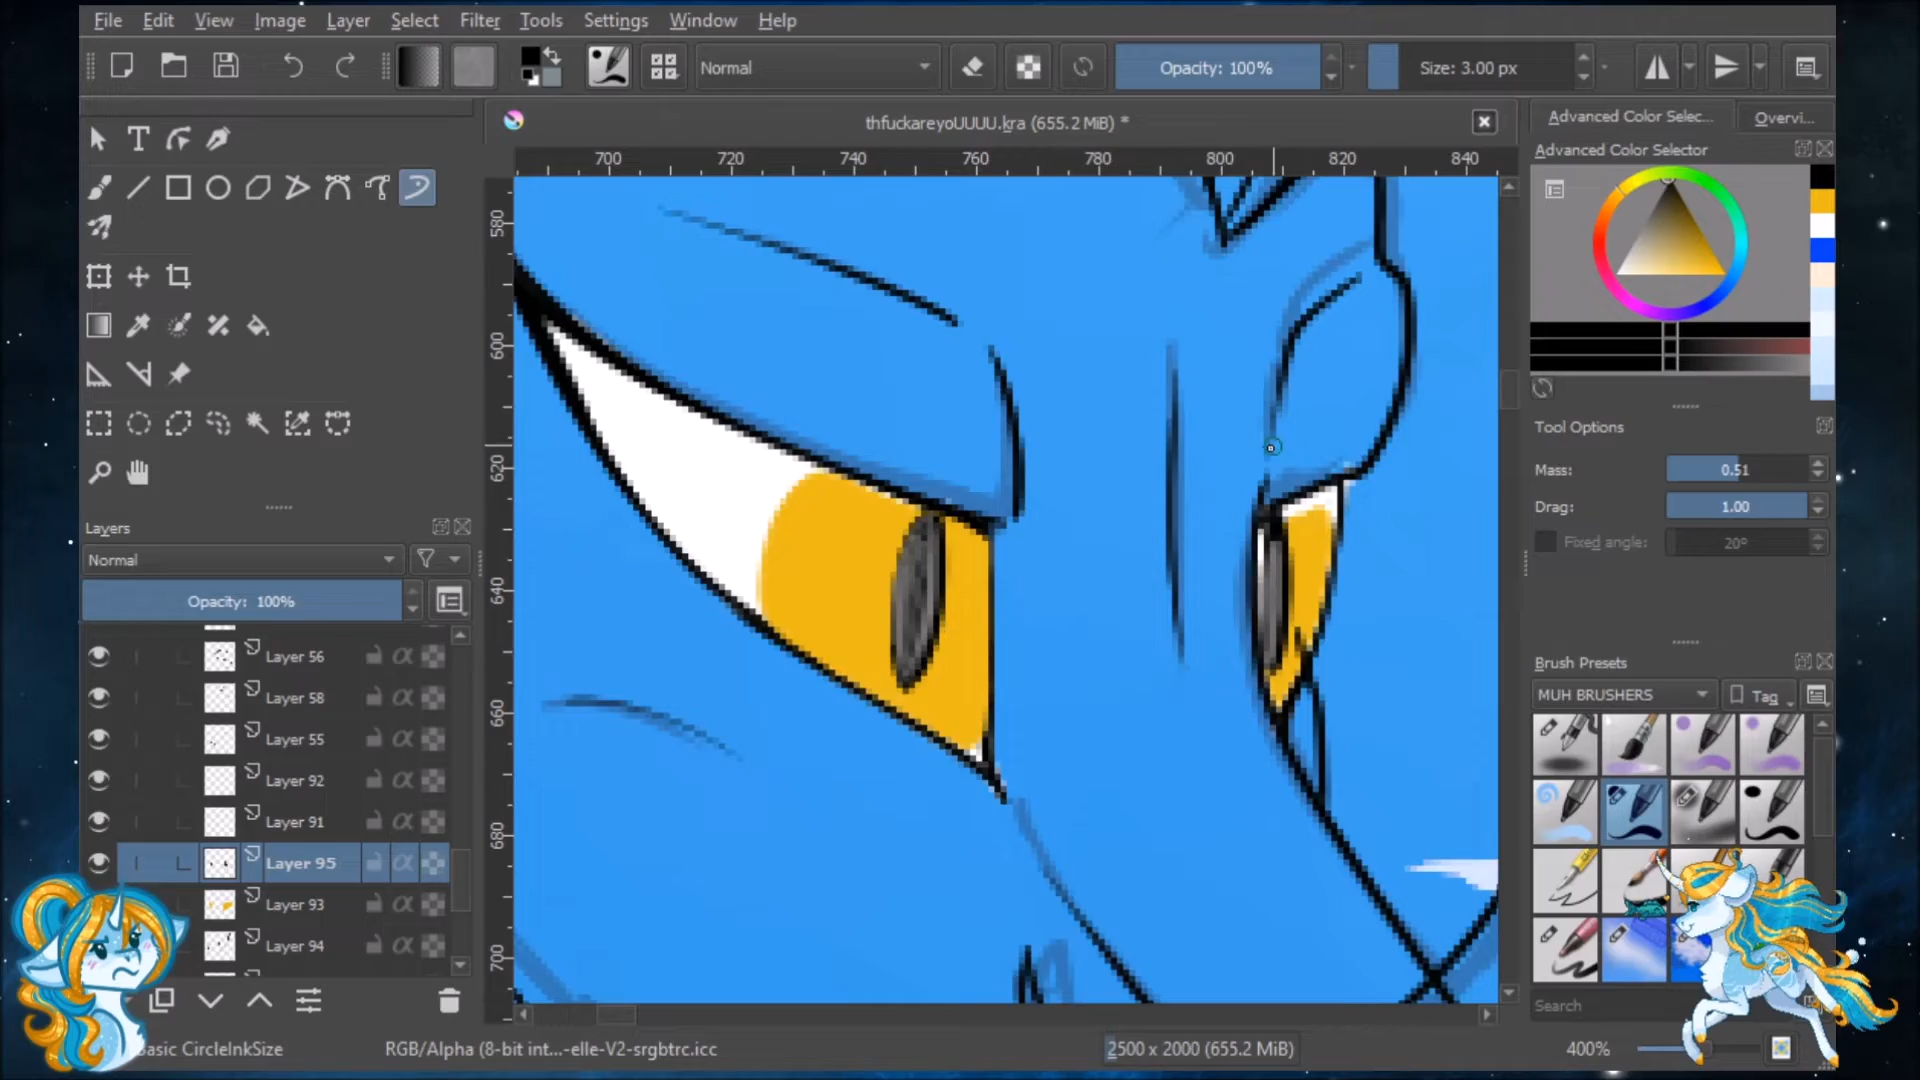 File Edit View Image Layer Select Filter Tools Settings Window Help
Normal
Opacity: 100%
Size: 3.00 px
thfuckareyoUUUU.kra (655.2 MiB) *
Advanced Color Selec...
Overvi...
Advanced Color Selector
700 720 740 760 780 800 820 840
580
600
620
640
660
680
700
Tool Options
Mass: 0.51
Drag: 1.00
Fixed angle: 20°
Layers
Normal
Opacity: 100%
Layer 56
Layer 58
Layer 55
Layer 92
Layer 91
Layer 95
Layer 93
Layer 94
Brush Presets
MUH BRUSHERS
Tag
Search
Basic CircleInkSize
RGB/Alpha (8-bit int...-elle-V2-srgbtrc.icc
2500 x 2000 (655.2 MiB)
400%